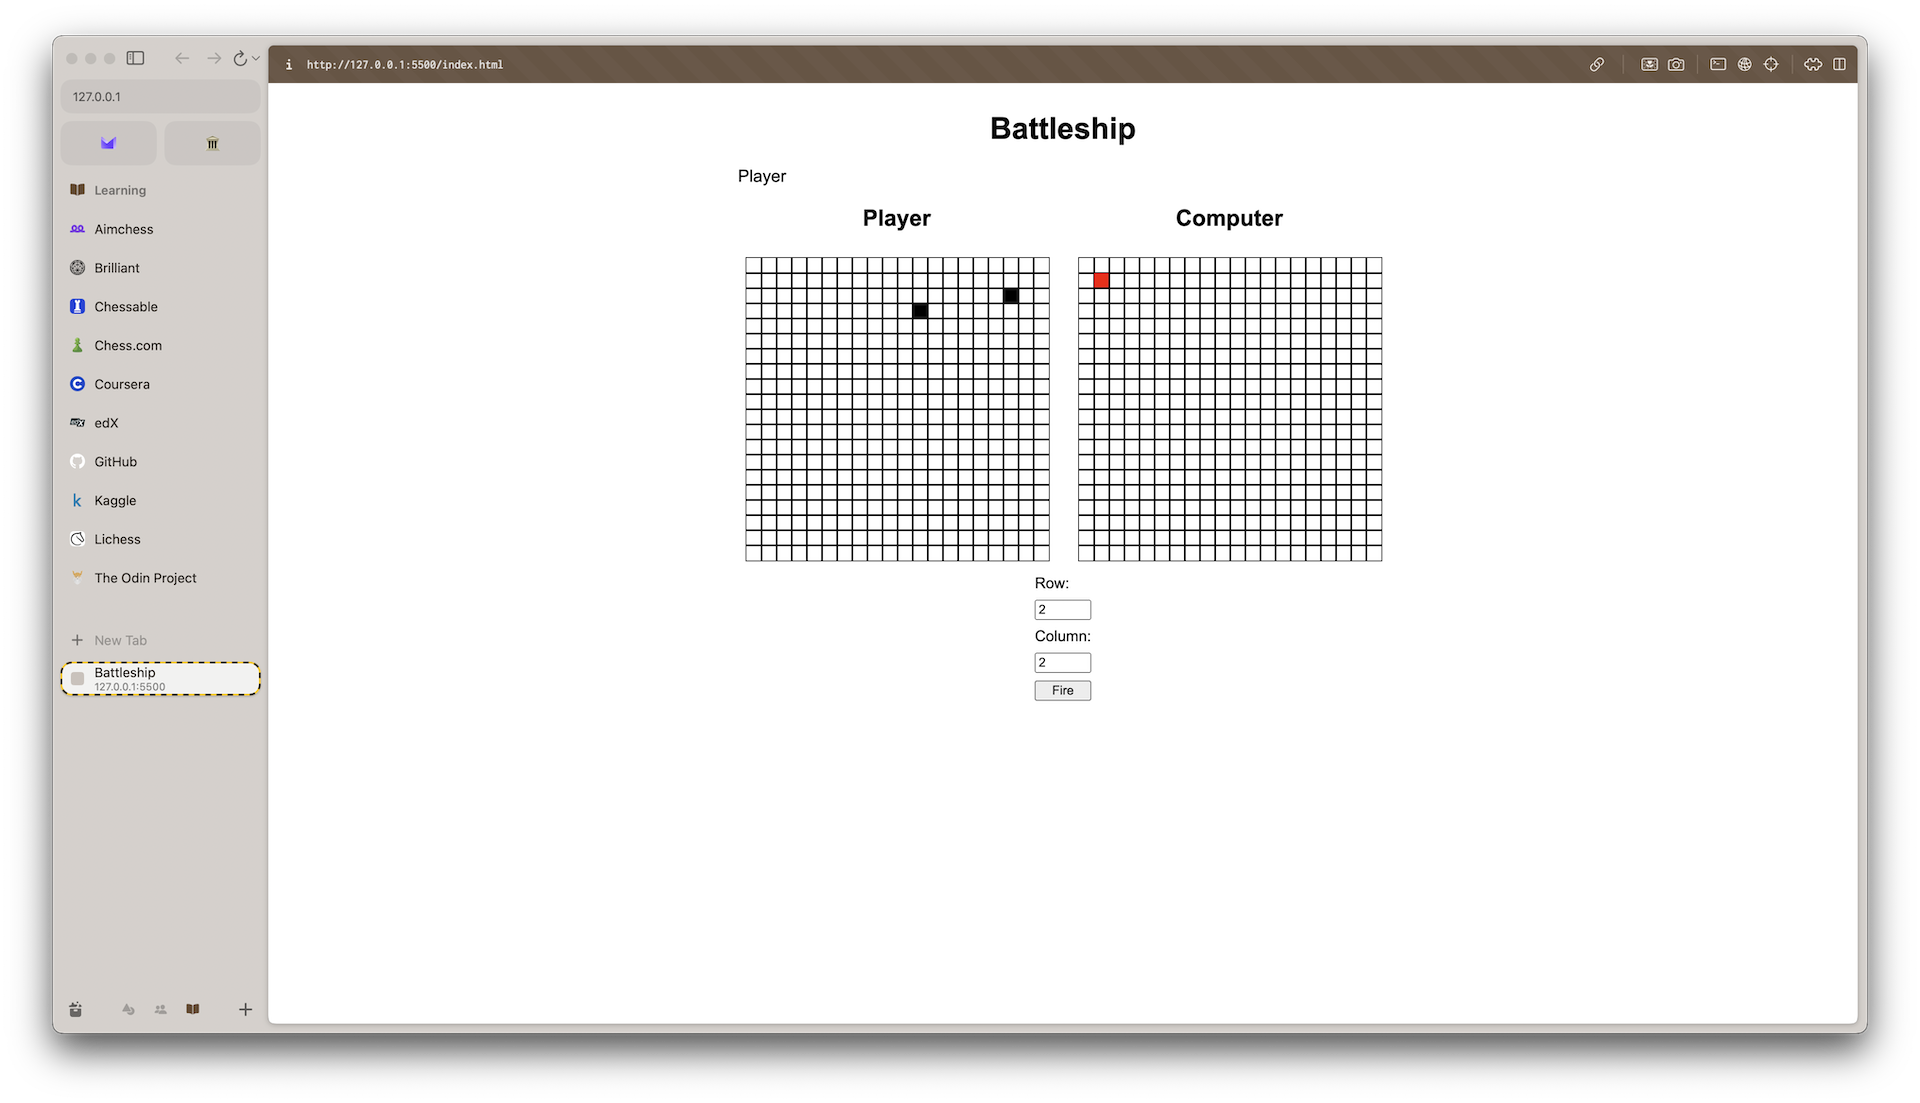 i http://127.0.0.1:5500/index.html
127.0.0.1
Learning
Aimchess
Brilliant
Chessable
Chess.com
Coursera
edX
GitHub
Kaggle
Lichess
The Odin Project
New Tab
Battleship
127.0.0.1:5500
Battleship
Player
Player
Computer
Row:
2
Column:
2
Fire